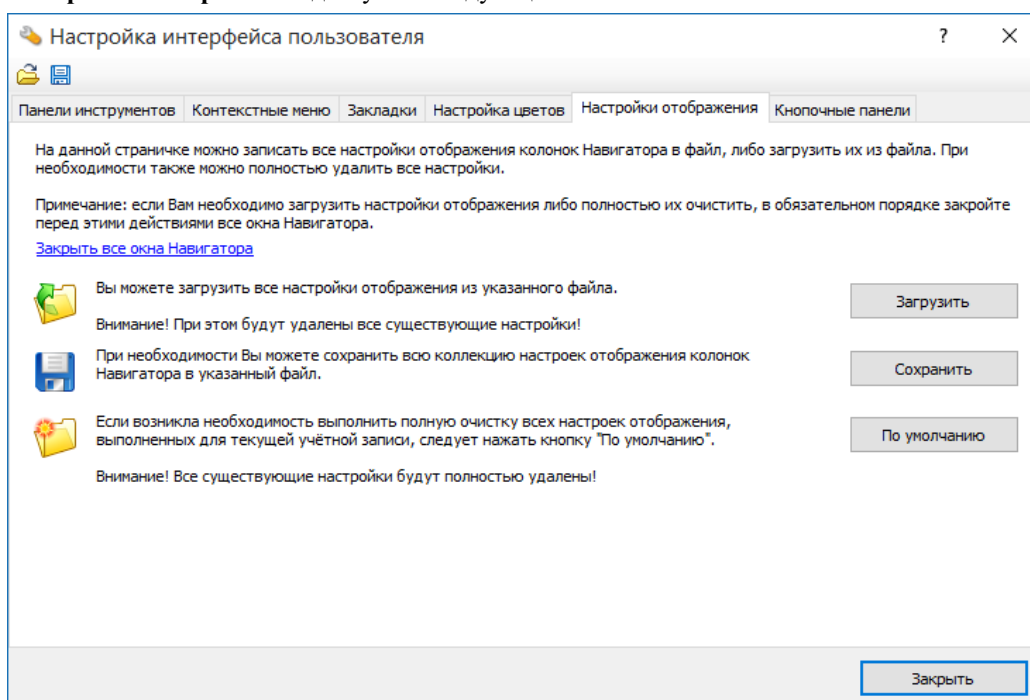 Настройка интерфейса пользователя
?
Панели инструментов Контекстные меню Закладки Настройка цветов Настройки отображения Кнопочные панели
На данной страничке можно записать все настройки отображения колонок Навигатора в файл, либо загрузить их из файла. При
необходимости также можно полностью удалить все настройки.
Примечание: если Вам необходимо загрузить настройки отображения либо полностью их очистить, в обязательном порядке закройте
перед этими действиями все окна Навигатора.
Закрыть все окна Навигатора
Вы можете загрузить все настройки отображения из указанного файла.
Загрузить
Внимание! При этом будут удалены все существующие настройки!
При необходимости Вы можете сохранить всю коллекцию настроек отображения колонок
Навигатора в указанный файл.
Сохранить
Если возникла необходимость выполнить полную очистку всех настроек отображения,
выполненных для текущей учётной записи, следует нажать кнопку "По умолчанию".
По умолчанию
Внимание! Все существующие настройки будут полностью удалены!
Закрыть